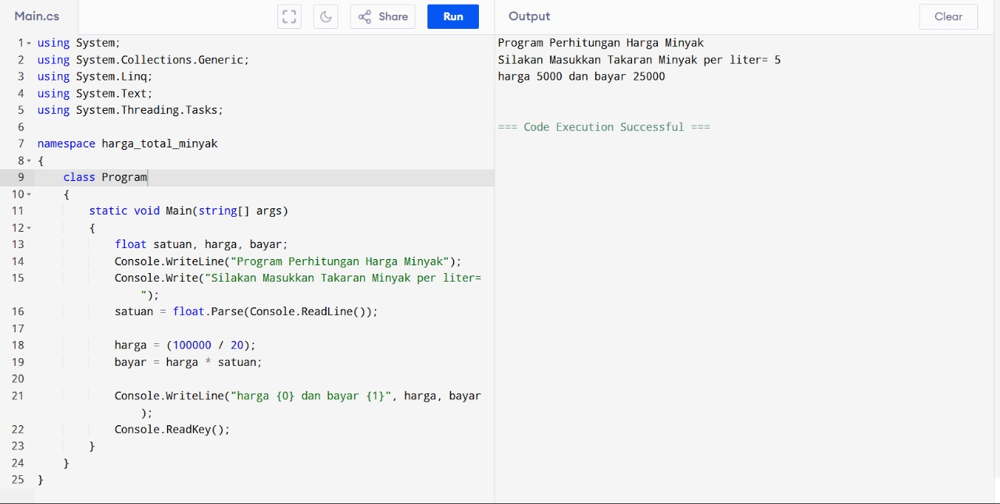 Main.cs
Share
Run
Output
Clear
1 using System;
2 using System.Collections.Generic;
3 using System.Linq;
4 using System.Text;
5 using System.Threading.Tasks;
6
7 namespace harga_total_minyak
8 {
9 class Program
10 {
11 static void Main(string[] args)
12 {
13 float satuan, harga, bayar;
14 Console.WriteLine("Program Perhitungan Harga Minyak");
15 Console.Write("Silakan Masukkan Takaran Minyak per liter=
");
16 satuan = float.Parse(Console.ReadLine());
17
18 harga = (100000 / 20);
19 bayar = harga * satuan;
20
21 Console.WriteLine("harga {0} dan bayar {1}", harga, bayar
);
22 Console.ReadKey();
23 }
24 }
25 }
Program Perhitungan Harga Minyak
Silakan Masukkan Takaran Minyak per liter= 5
harga 5000 dan bayar 25000
=== Code Execution Successful ===